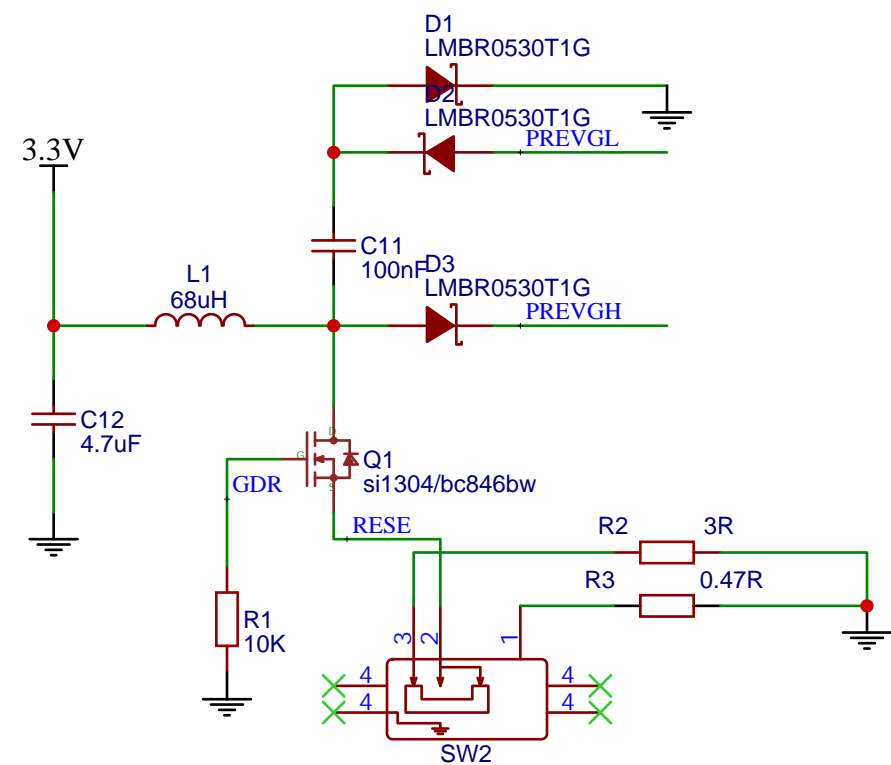 D1
LMBR0530T1G
D2
LMBR0530T1G
PREVGL
3.3V
C11
100nF
D3
LMBR0530T1G
PREVGH
L1
68uH
C12
4.7uF
D
G
S
Q1
si1304/bc846bw
GDR
RESE
R2 3R
R3 0.47R
R1
10K
3 2 1
4 4
4 4
SW2